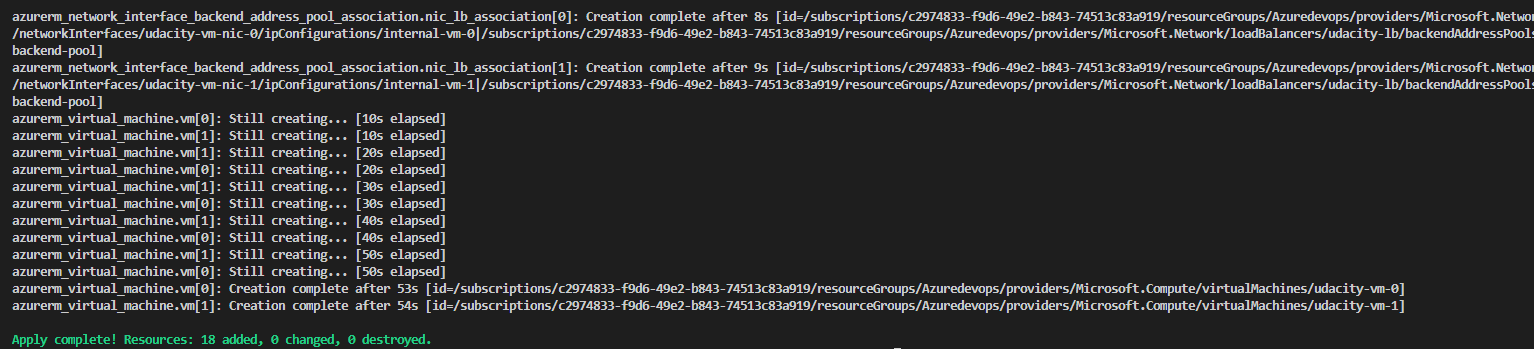 azurerm_network_interface_backend_address_pool_association.nic_lb_association[0]: Creation complete after 8s [id=/subscriptions/c2974833-f9d6-49e2-b843-74513c83a919/resourceGroups/Azuredevops/providers/Microsoft.Netwo
/networkInterfaces/udacity-vm-nic-0/ipConfigurations/internal-vm-0|/subscriptions/c2974833-f9d6-49e2-b843-74513c83a919/resourceGroups/Azuredevops/providers/Microsoft.Network/loadBalancers/udacity-lb/backendAddressPools
backend-pool]
azurerm_network_interface_backend_address_pool_association.nic_lb_association[1]: Creation complete after 9s [id=/subscriptions/c2974833-f9d6-49e2-b843-74513c83a919/resourceGroups/Azuredevops/providers/Microsoft.Netwo
/networkInterfaces/udacity-vm-nic-1/ipConfigurations/internal-vm-1|/subscriptions/c2974833-f9d6-49e2-b843-74513c83a919/resourceGroups/Azuredevops/providers/Microsoft.Network/loadBalancers/udacity-lb/backendAddressPools
backend-pool]
azurerm_virtual_machine.vm[0]: Still creating... [10s elapsed]
azurerm_virtual_machine.vm[1]: Still creating... [10s elapsed]
azurerm_virtual_machine.vm[1]: Still creating... [20s elapsed]
azurerm_virtual_machine.vm[0]: Still creating... [20s elapsed]
azurerm_virtual_machine.vm[1]: Still creating... [30s elapsed]
azurerm_virtual_machine.vm[0]: Still creating... [30s elapsed]
azurerm_virtual_machine.vm[1]: Still creating... [40s elapsed]
azurerm_virtual_machine.vm[0]: Still creating... [40s elapsed]
azurerm_virtual_machine.vm[1]: Still creating... [50s elapsed]
azurerm_virtual_machine.vm[0]: Still creating... [50s elapsed]
azurerm_virtual_machine.vm[0]: Creation complete after 53s [id=/subscriptions/c2974833-f9d6-49e2-b843-74513c83a919/resourceGroups/Azuredevops/providers/Microsoft.Compute/virtualMachines/udacity-vm-0]
azurerm_virtual_machine.vm[1]: Creation complete after 54s [id=/subscriptions/c2974833-f9d6-49e2-b843-74513c83a919/resourceGroups/Azuredevops/providers/Microsoft.Compute/virtualMachines/udacity-vm-1]
Apply complete! Resources: 18 added, 0 changed, 0 destroyed.